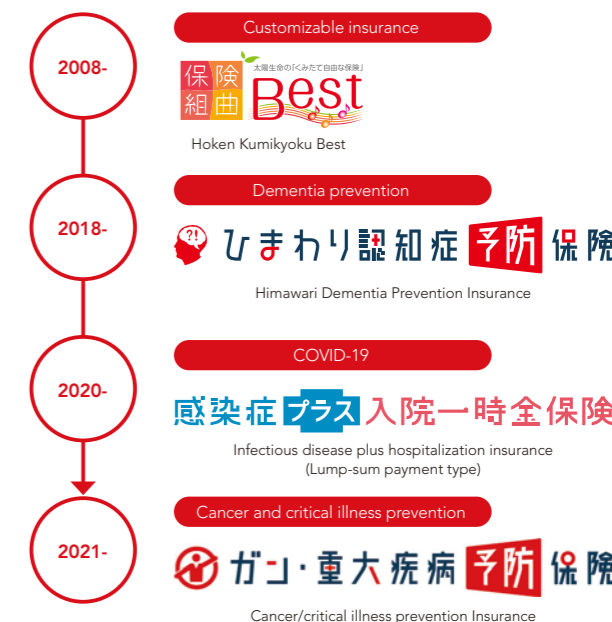 2008-
Customizable insurance
保険
組曲
太陽生命の「くみたて自由な保険」
Best
Hoken Kumikyoku Best
2018-
Dementia prevention
?!
ひまわり認知症 予防 保険
Himawari Dementia Prevention Insurance
2020-
COVID-19
感染症 プラス 入院一時金保険
Infectious disease plus hospitalization insurance
(Lump-sum payment type)
2021-
Cancer and critical illness prevention
ガン・重大疾病 予防 保険
Cancer/critical illness prevention Insurance